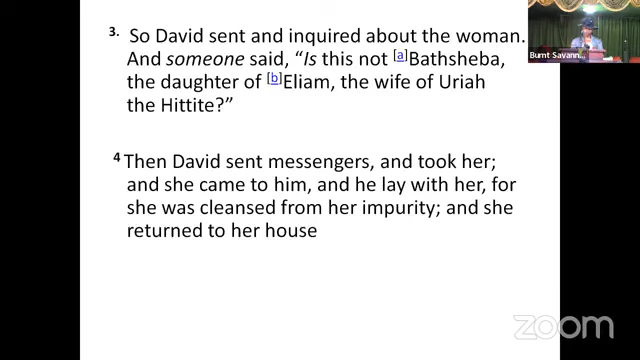 3. So David sent and inquired about the woman.
And someone said, “Is this not [a]Bathsheba,
the daughter of [b]Eliam, the wife of Uriah
the Hittite?”
4 Then David sent messengers, and took her;
and she came to him, and he lay with her, for
she was cleansed from her impurity; and she
returned to her house
Burnt Savann...
zoom